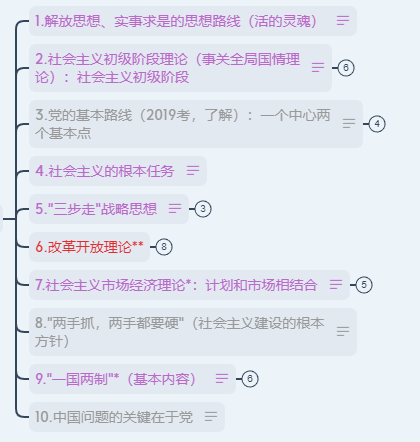 1.解放思想、实事求是的思想路线（活的灵魂）
2.社会主义初级阶段理论（事关全局国情理
论）：社会主义初级阶段
6
3.党的基本路线（2019考，了解）：一个中心两
个基本点
4
4.社会主义的根本任务
5."三步走"战略思想
3
6.改革开放理论**
8
7.社会主义市场经济理论*：计划和市场相结合
5
8."两手抓，两手都要硬"（社会主义建设的根本
方针）
9."一国两制"*（基本内容）
6
10.中国问题的关键在于党